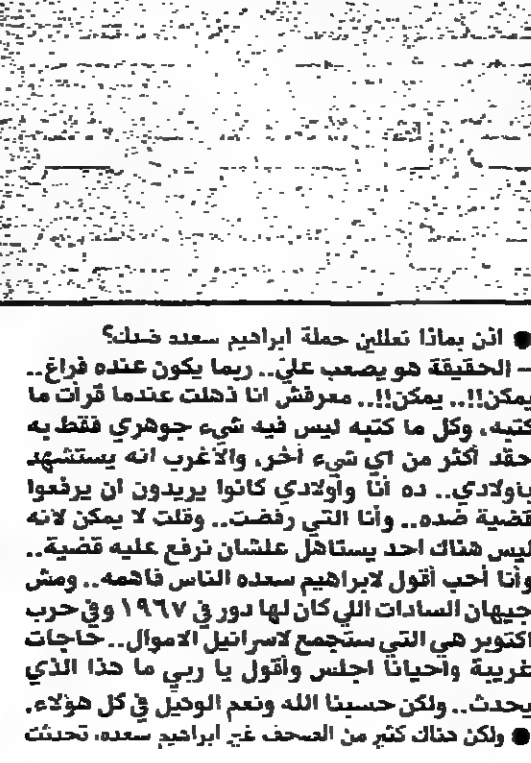 ● اذن بماذا تعللين حملة ابراهيم سعده ضدك؟
– الحقيقة هو يصعب علىّ.. ربما يكون عنده فراغ..
يمكن!!.. يمكن!!.. معرفش انا ذهلت عندما قرأت ما
كتبه، وكل ما كتبه ليس فيه شيء جوهري فقط به
حقد أكثر من اي شيء أخر، والأغرب انه يستشهد
بأولادي.. ده أنا وأولادي كانوا يريدون ان يرفعوا
قضية ضده.. وأنا التي رفضت.. وقلت لا يمكن لأنه
ليس هناك احد يستاهل علشان نرفع عليه قضية..
وأنا أحب أقول لابراهيم سعده الناس فاهمه.. ومش
جيهان السادات اللي كان لها دور في ١٩٦٧ وفي حرب
اكتوبر هي التي ستجمع لاسرائيل الاموال.. حاجات
غريبة واحيانا اجلس وأقول يا ربي ما هذا الذي
يحدث.. ولكن حسبنا الله ونعم الوكيل في كل هؤلاء.
● ولكن هناك كثير من الصحف غير ابراهيم سعده، تحدثت